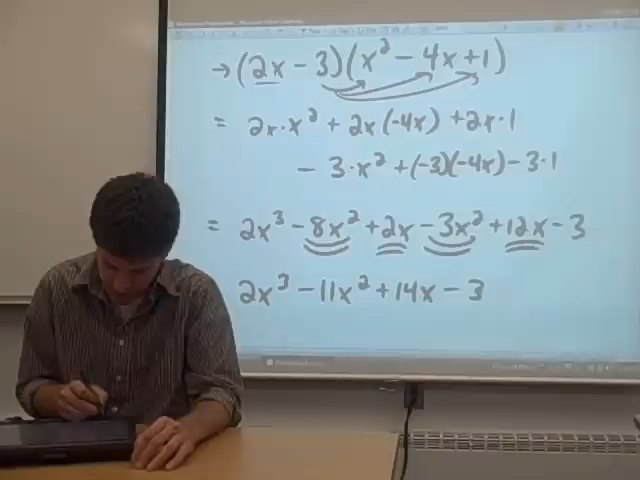 → (2x - 3)(x² - 4x + 1)
= 2x·x² + 2x(-4x) + 2x·1
- 3·x² + (-3)(-4x) - 3·1
= 2x³ - 8x² + 2x - 3x² + 12x - 3
2x³ - 11x² + 14x - 3